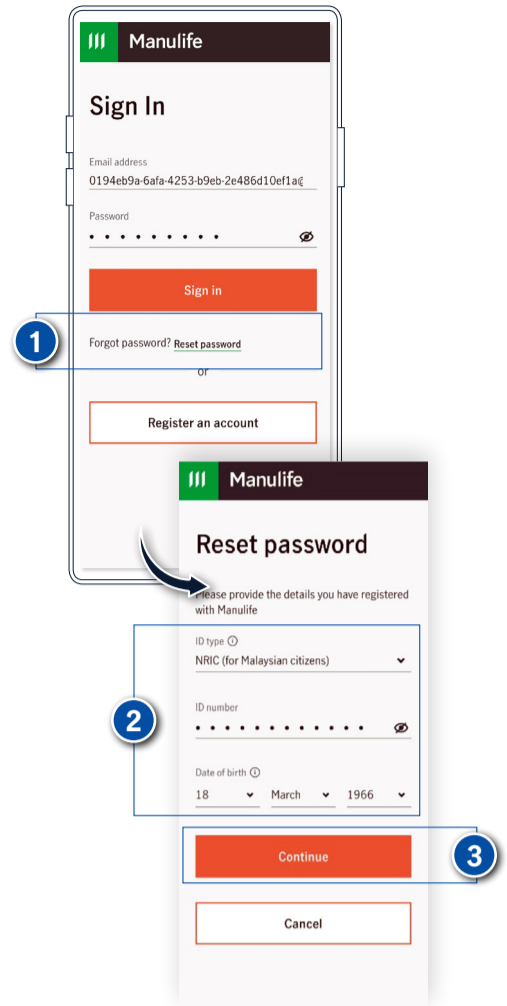 Manulife
Sign In
Email address
0194eb9a-6afa-4253-b9eb-2e486d10ef1a@
Password
Sign in
1
Forgot password? Reset password
or
Register an account
Manulife
Reset password
Please provide the details you have registered
with Manulife
2
ID type
NRIC (for Malaysian citizens)
ID number
Date of birth
18 March 1966
Continue
3
Cancel